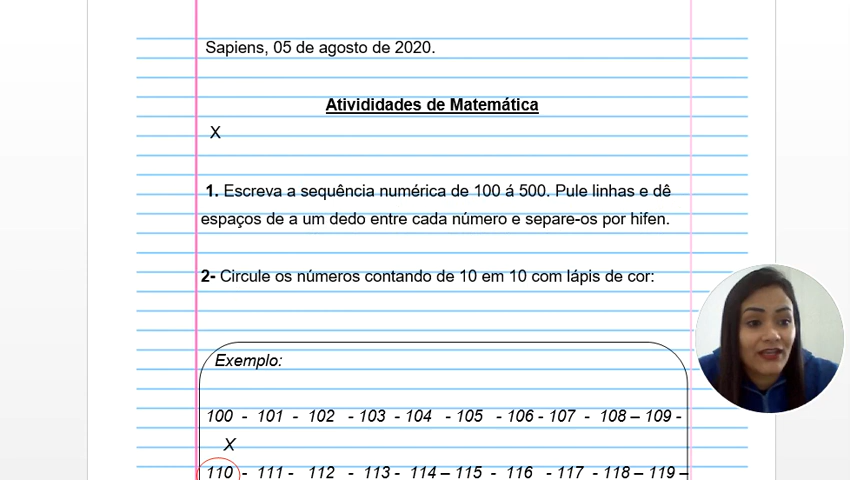 Sapiens, 05 de agosto de 2020.
Ativididades de Matemática
X
1. Escreva a sequência numérica de 100 á 500. Pule linhas e dê
espaços de a um dedo entre cada número e separe-os por hifen.
2- Circule os números contando de 10 em 10 com lápis de cor:
Exemplo:
100 - 101 - 102 - 103 - 104 - 105 - 106 - 107 - 108 – 109 -
X
110 - 111 - 112 - 113 - 114 – 115 - 116 - 117 - 118 – 119 –